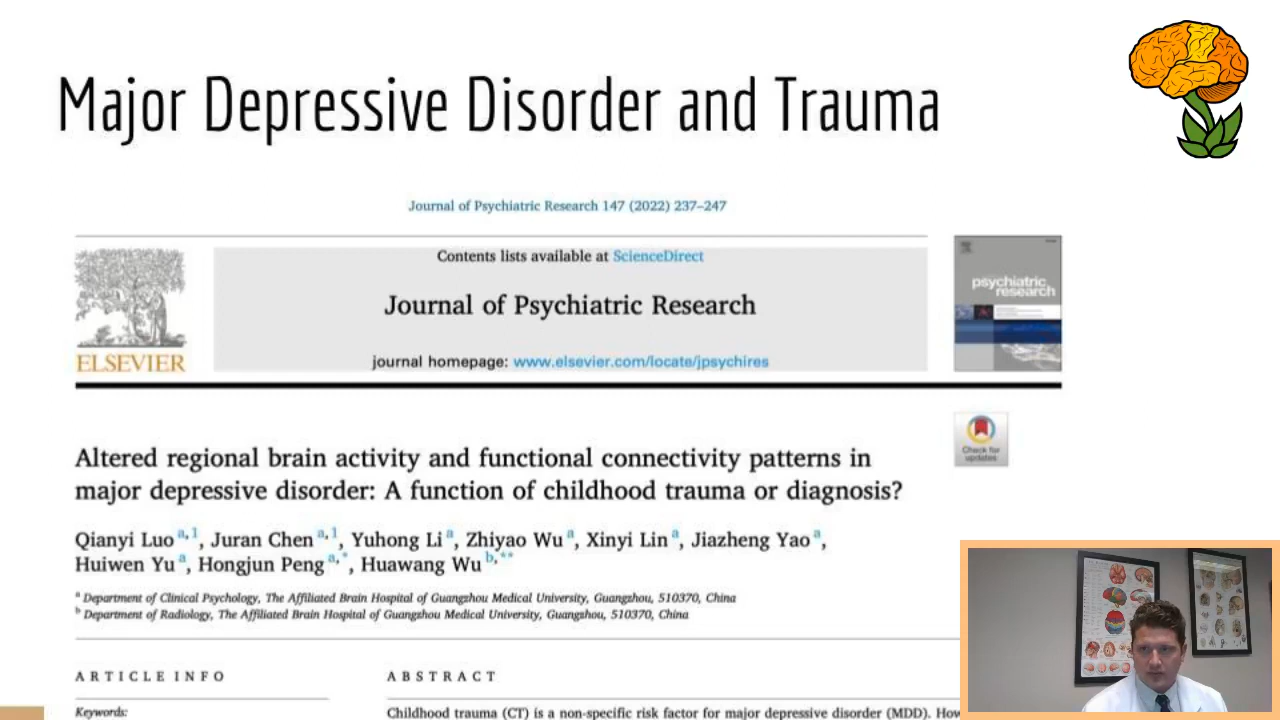 Major Depressive Disorder and Trauma
Journal of Psychiatric Research 147 (2022) 237–247
Contents lists available at ScienceDirect
Journal of Psychiatric Research
journal homepage: www.elsevier.com/locate/jpsychires
ELSEVIER
psychiatric
research
Check for
updates
Altered regional brain activity and functional connectivity patterns in
major depressive disorder: A function of childhood trauma or diagnosis?
Qianyi Luo a,1, Juran Chen a,1, Yuhong Li a, Zhiyao Wu a, Xinyi Lin a, Jiazheng Yao a,
Huiwen Yu a, Hongjun Peng a,*, Huawang Wu b,**
a Department of Clinical Psychology, The Affiliated Brain Hospital of Guangzhou Medical University, Guangzhou, 510370, China
b Department of Radiology, The Affiliated Brain Hospital of Guangzhou Medical University, Guangzhou, 510370, China
ARTICLE INFO
ABSTRACT
Keywords:
Childhood trauma (CT) is a non-specific risk factor for major depressive disorder (MDD). How